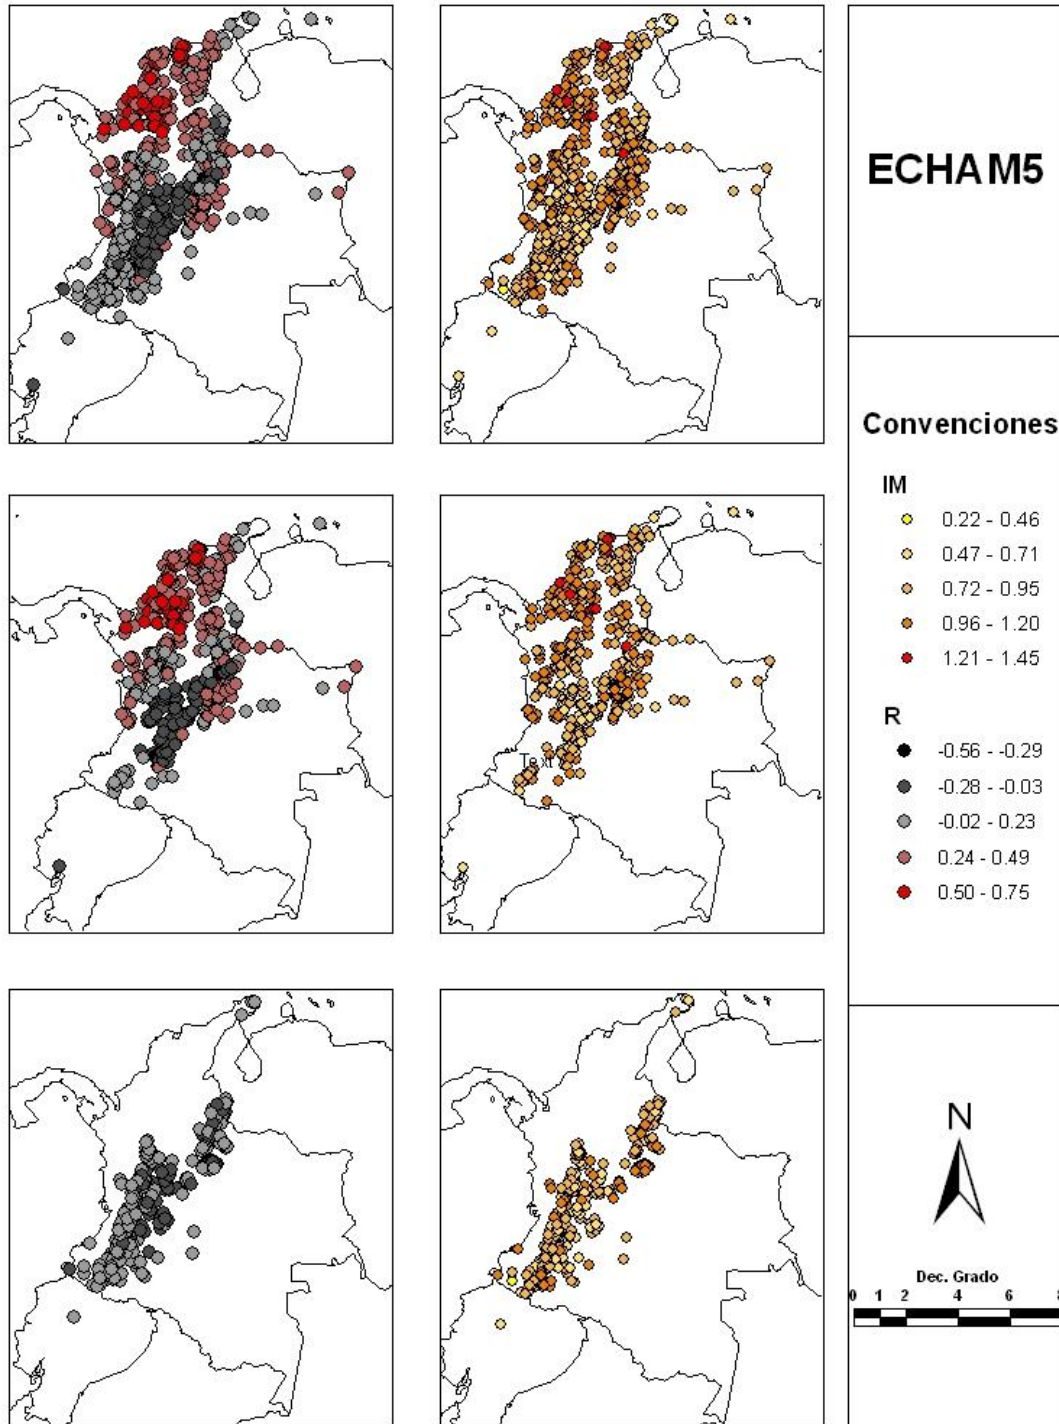 ECHAM5
Convenciones
IM
0.22 - 0.46
0.47 - 0.71
0.72 - 0.95
0.96 - 1.20
1.21 - 1.45
R
-0.56 - -0.29
-0.28 - -0.03
-0.02 - 0.23
0.24 - 0.49
0.50 - 0.75
N
Dec. Grado
0 1 2 4 6 8